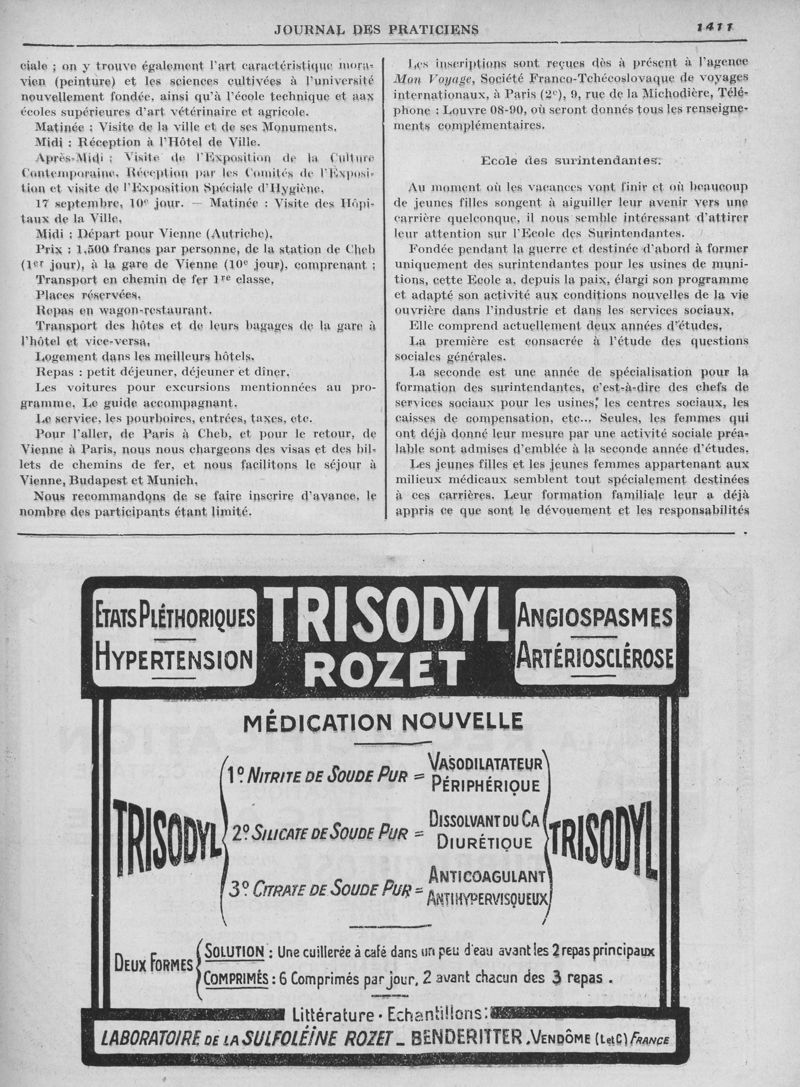 JOURNAL DES PRATICIENS
1411
ciale ; on y trouve également l'art caractéristique mora-
vien (peinture) et les sciences cultivées à l'université
nouvellement fondée, ainsi qu'à l'école technique et aux
écoles supérieures d'art vétérinaire et agricole.
Matinée : Visite de la ville et de ses Monuments.
Midi : Réception à l'Hôtel de Ville.
Après-Midi : Visite de l'Exposition de la Culture
Contemporaine. Réception par les Comités de l'Exposi-
tion et visite de l'Exposition Spéciale d'Hygiène.
17 septembre, 10e jour. — Matinée : Visite des Hôpi-
taux de la Ville.
Midi : Départ pour Vienne (Autriche).
Prix : 1,500 francs par personne, de la station de Cheb
(1er jour), à la gare de Vienne (10e jour), comprenant :
Transport en chemin de fer 1re classe,
Places réservées,
Repas en wagon-restaurant.
Transport des hôtes et de leurs bagages de la gare à
l'hôtel et vice-versa,
Logement dans les meilleurs hôtels,
Repas : petit déjeuner, déjeuner et dîner,
Les voitures pour excursions mentionnées au pro-
gramme. Le guide accompagnant.
Le service, les pourboires, entrées, taxes, etc.
Pour l'aller, de Paris à Cheb, et pour le retour, de
Vienne à Paris, nous nous chargeons des visas et des bil-
lets de chemins de fer, et nous facilitons le séjour à
Vienne, Budapest et Munich.
Nous recommandons de se faire inscrire d'avance, le
nombre des participants étant limité.
Les inscriptions sont reçues dès à présent à l'agence
Mon Voyage, Société Franco-Tchécoslovaque de voyages
internationaux, à Paris (2e), 9, rue de la Michodière, Télé-
phone : Louvre 08-90, où seront donnés tous les renseigne-
ments complémentaires.
Ecole des surintendantes.
Au moment où les vacances vont finir et où beaucoup
de jeunes filles songent à aiguiller leur avenir vers une
carrière quelconque, il nous semble intéressant d'attirer
leur attention sur l'Ecole des Surintendantes.
Fondée pendant la guerre et destinée d'abord à former
uniquement des surintendantes pour les usines de muni-
tions, cette Ecole a, depuis la paix, élargi son programme
et adapté son activité aux conditions nouvelles de la vie
ouvrière dans l'industrie et dans les services sociaux.
Elle comprend actuellement deux années d'études.
La première est consacrée à l'étude des questions
sociales générales.
La seconde est une année de spécialisation pour la
formation des surintendantes, c'est-à-dire des chefs de
services sociaux pour les usines, les centres sociaux, les
caisses de compensation, etc... Seules, les femmes qui
ont déjà donné leur mesure par une activité sociale préa-
lable sont admises d'emblée à la seconde année d'études.
Les jeunes filles et les jeunes femmes appartenant aux
milieux médicaux semblent tout spécialement destinées
à ces carrières. Leur formation familiale leur a déjà
appris ce que sont le dévouement et les responsabilités
ETATS PLÉTHORIQUES
HYPERTENSION
TRISODYL
ROZET
ANGIOSPASMES
ARTÉRIOSCLÉROSE
MÉDICATION NOUVELLE
TRISODYL
1º NITRITE DE SOUDE PUR = VASODILATATEUR
PÉRIPHÉRIQUE
2º SILICATE DE SOUDE PUR = DISSOLVANT DU CA
DIURÉTIQUE
3º CITRATE DE SOUDE PUR = ANTICOAGULANT
ANTIHYPERVISQUEUX
TRISODYL
DEUX FORMES
SOLUTION : Une cuillerée à café dans un peu d'eau avant les 2 repas principaux
COMPRIMÉS : 6 Comprimés par jour, 2 avant chacun des 3 repas .
Littérature - Echantillons :
LABORATOIRE DE LA SULFOLÉÏNE ROZET _ BENDERITTER . VENDÔME (L et C) FRANCE